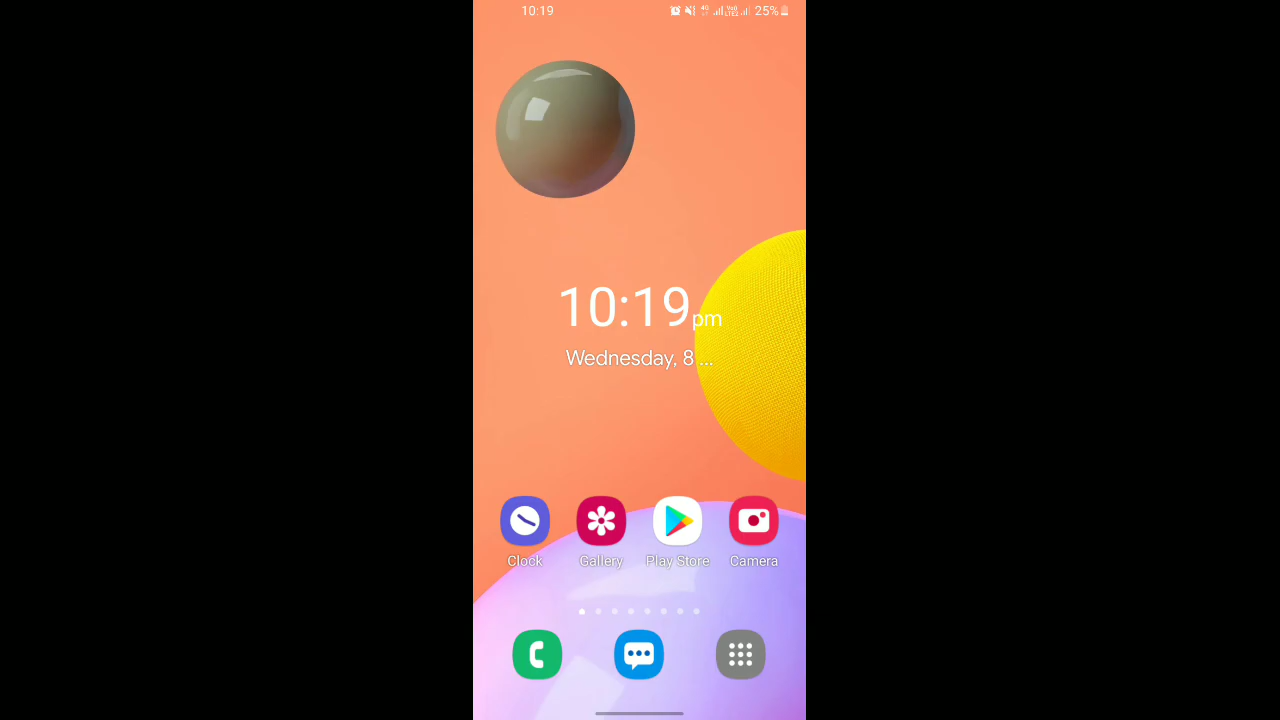 10:19
25%
10:19pm
Wednesday, 8 ...
Clock
Gallery
Play Store
Camera